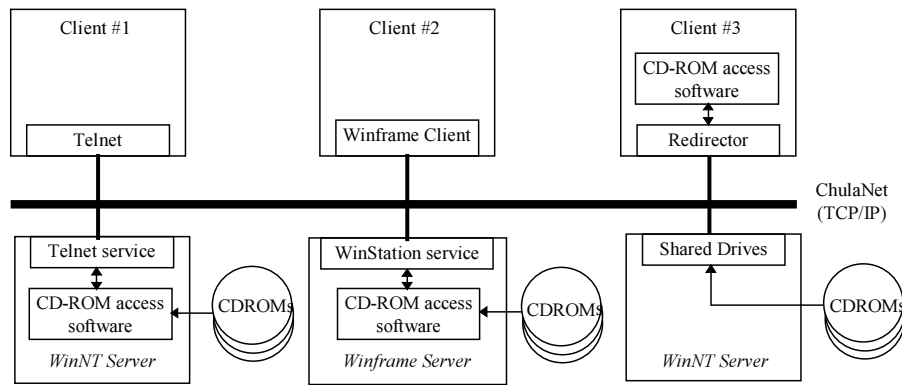 Client #1
Client #2
Client #3
CD-ROM access
software
Telnet
Winframe Client
Redirector
ChulaNet
(TCP/IP)
Telnet service
WinStation service
Shared Drives
CD-ROM access
software
CDROMs
CD-ROM access
software
CDROMs
CDROMs
WinNT Server
Winframe Server
WinNT Server